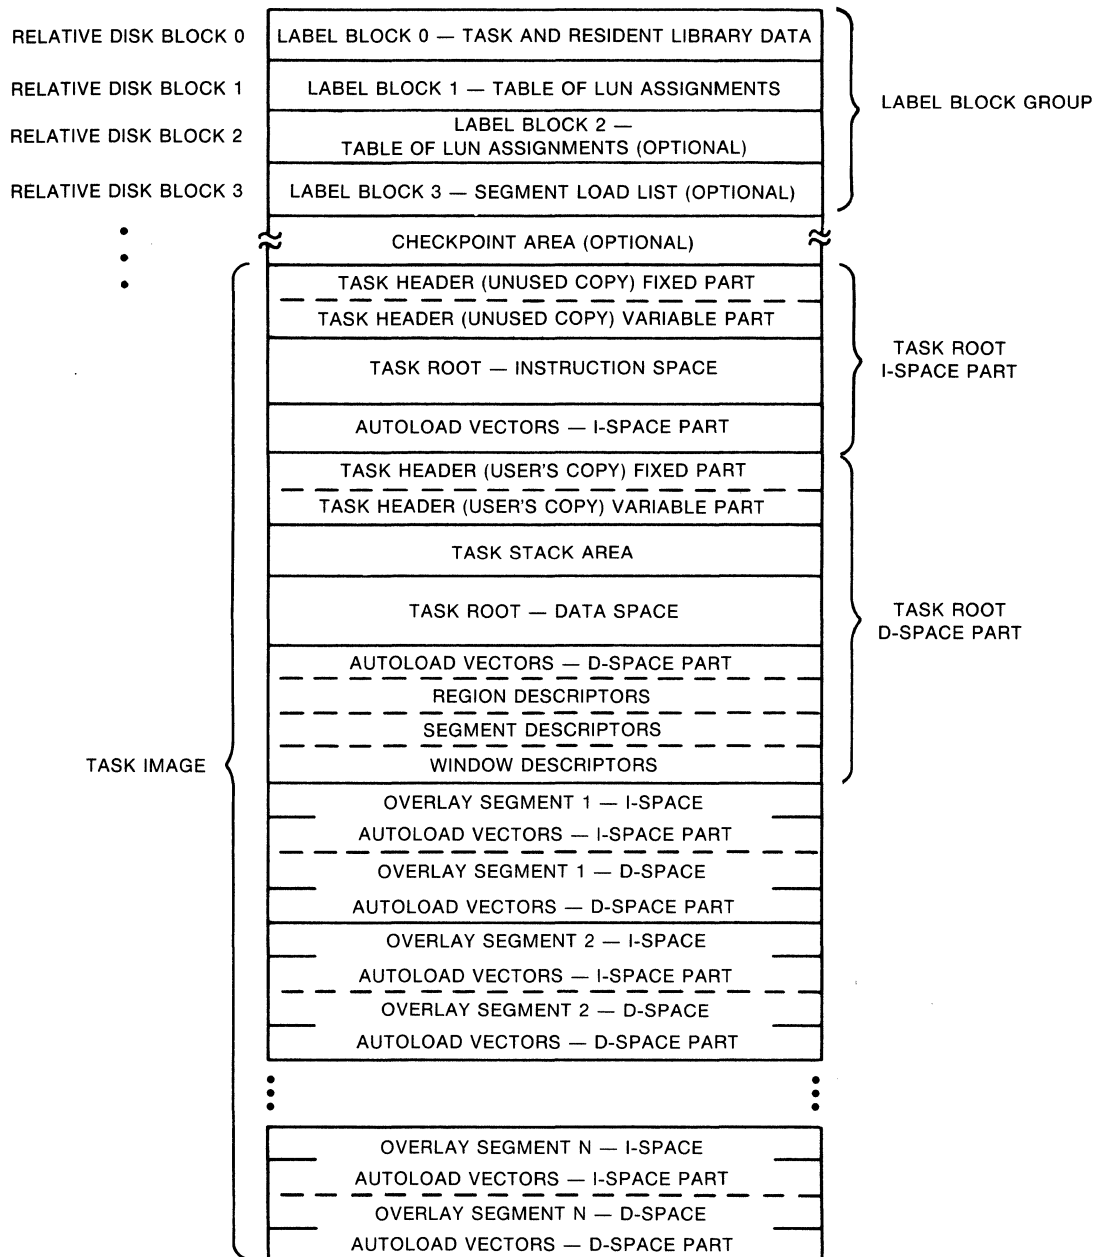 RELATIVE DISK BLOCK 0
LABEL BLOCK 0 — TASK AND RESIDENT LIBRARY DATA
RELATIVE DISK BLOCK 1
LABEL BLOCK 1 — TABLE OF LUN ASSIGNMENTS
LABEL BLOCK GROUP
RELATIVE DISK BLOCK 2
LABEL BLOCK 2 —
TABLE OF LUN ASSIGNMENTS (OPTIONAL)
RELATIVE DISK BLOCK 3
LABEL BLOCK 3 — SEGMENT LOAD LIST (OPTIONAL)
CHECKPOINT AREA (OPTIONAL)
TASK HEADER (UNUSED COPY) FIXED PART
TASK HEADER (UNUSED COPY) VARIABLE PART
TASK ROOT — INSTRUCTION SPACE
TASK ROOT
I-SPACE PART
AUTOLOAD VECTORS — I-SPACE PART
TASK HEADER (USER'S COPY) FIXED PART
TASK HEADER (USER'S COPY) VARIABLE PART
TASK STACK AREA
TASK ROOT — DATA SPACE
TASK ROOT
D-SPACE PART
AUTOLOAD VECTORS — D-SPACE PART
REGION DESCRIPTORS
SEGMENT DESCRIPTORS
WINDOW DESCRIPTORS
TASK IMAGE
OVERLAY SEGMENT 1 — I-SPACE
AUTOLOAD VECTORS — I-SPACE PART
OVERLAY SEGMENT 1 — D-SPACE
AUTOLOAD VECTORS — D-SPACE PART
OVERLAY SEGMENT 2 — I-SPACE
AUTOLOAD VECTORS — I-SPACE PART
OVERLAY SEGMENT 2 — D-SPACE
AUTOLOAD VECTORS — D-SPACE PART
OVERLAY SEGMENT N — I-SPACE
AUTOLOAD VECTORS — I-SPACE PART
OVERLAY SEGMENT N — D-SPACE
AUTOLOAD VECTORS — D-SPACE PART